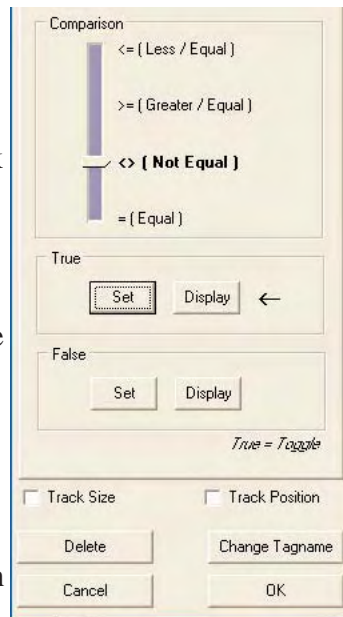 Comparison
<= ( Less / Equal )
>= ( Greater / Equal )
<> ( Not Equal )
= ( Equal )
True
Set Display ←
False
Set Display
True = Toggle
Track Size Track Position
Delete Change Tagname
Cancel OK